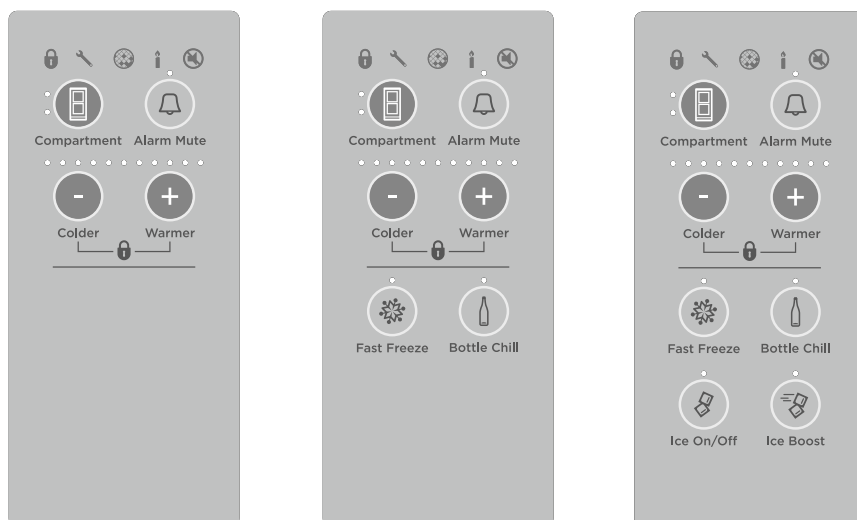 Compartment Alarm Mute
- +
Colder Warmer
Compartment Alarm Mute
- +
Colder Warmer
Fast Freeze Bottle Chill
Compartment Alarm Mute
- +
Colder Warmer
Fast Freeze Bottle Chill
Ice On/Off Ice Boost